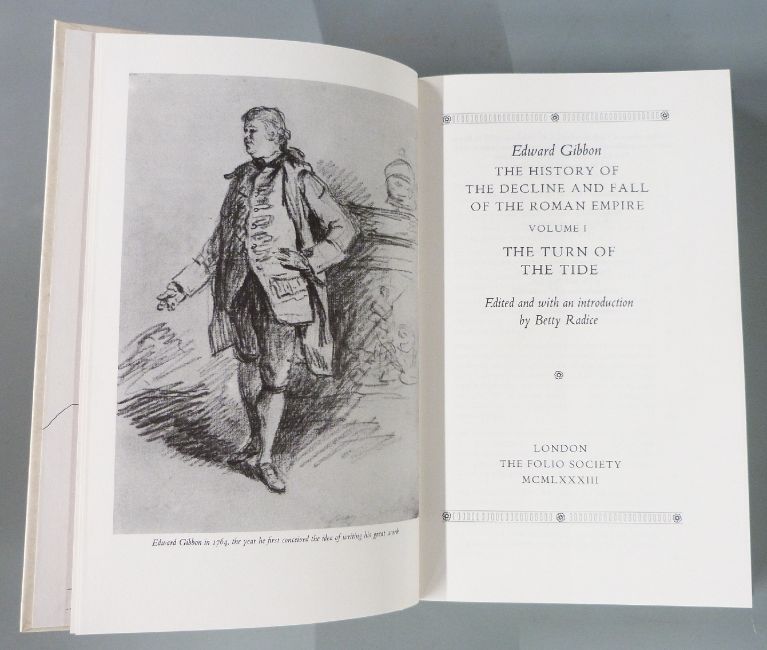 Edward Gibbon in 1764, the year he first conceived the idea of writing his great work
Edward Gibbon
THE HISTORY OF
THE DECLINE AND FALL
OF THE ROMAN EMPIRE
VOLUME I
THE TURN OF
THE TIDE
Edited and with an introduction
by Betty Radice
LONDON
THE FOLIO SOCIETY
MCMLXXXIII